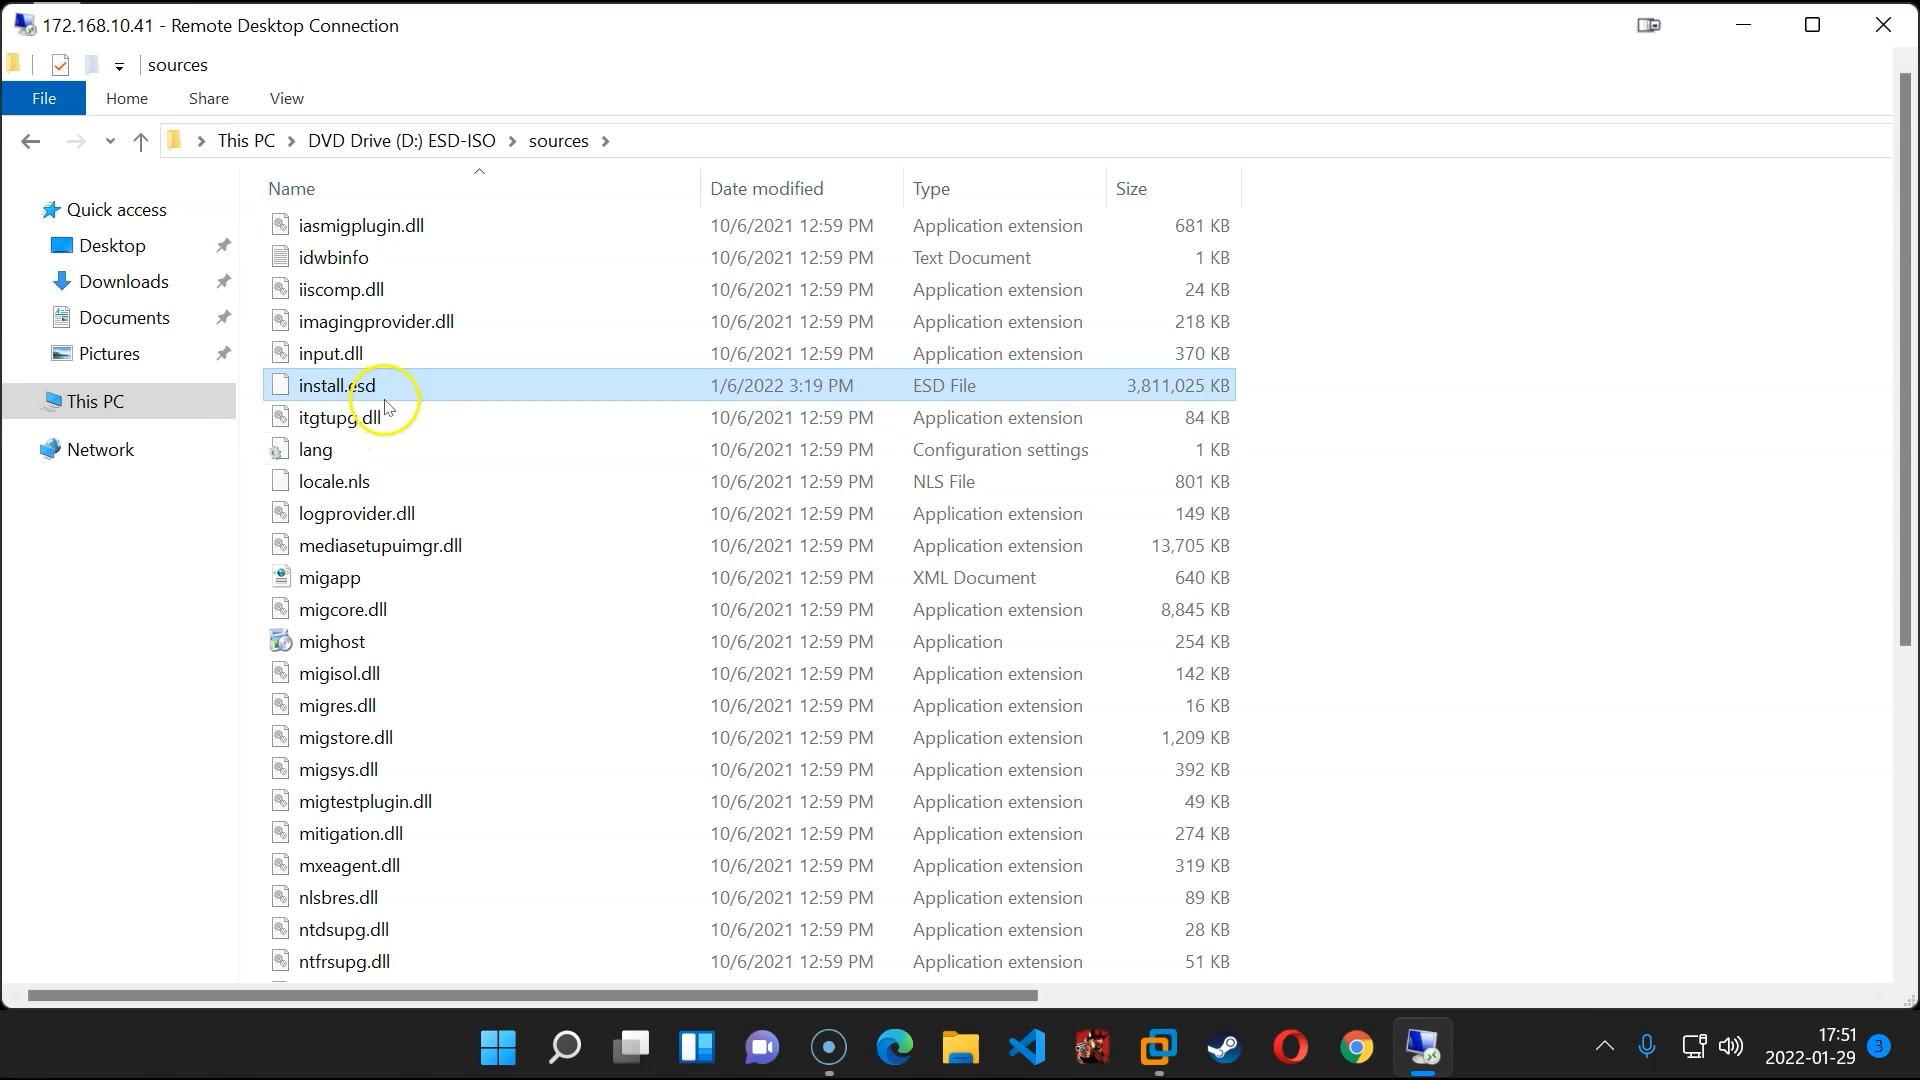 172.168.10.41 - Remote Desktop Connection
sources
File Home Share View
This PC DVD Drive (D:) ESD-ISO sources
Name Date modified Type Size
Quick access
Desktop
Downloads
Documents
Pictures
This PC
Network
iasmigplugin.dll 10/6/2021 12:59 PM Application extension 681 KB
idwbinfo 10/6/2021 12:59 PM Text Document 1 KB
iiscomp.dll 10/6/2021 12:59 PM Application extension 24 KB
imagingprovider.dll 10/6/2021 12:59 PM Application extension 218 KB
input.dll 10/6/2021 12:59 PM Application extension 370 KB
install.esd 1/6/2022 3:19 PM ESD File 3,811,025 KB
itgtupg.dll 10/6/2021 12:59 PM Application extension 84 KB
lang 10/6/2021 12:59 PM Configuration settings 1 KB
locale.nls 10/6/2021 12:59 PM NLS File 801 KB
logprovider.dll 10/6/2021 12:59 PM Application extension 149 KB
mediasetupuimgr.dll 10/6/2021 12:59 PM Application extension 13,705 KB
migapp 10/6/2021 12:59 PM XML Document 640 KB
migcore.dll 10/6/2021 12:59 PM Application extension 8,845 KB
mighost 10/6/2021 12:59 PM Application 254 KB
migisol.dll 10/6/2021 12:59 PM Application extension 142 KB
migres.dll 10/6/2021 12:59 PM Application extension 16 KB
migstore.dll 10/6/2021 12:59 PM Application extension 1,209 KB
migsys.dll 10/6/2021 12:59 PM Application extension 392 KB
migtestplugin.dll 10/6/2021 12:59 PM Application extension 49 KB
mitigation.dll 10/6/2021 12:59 PM Application extension 274 KB
mxeagent.dll 10/6/2021 12:59 PM Application extension 319 KB
nlsbres.dll 10/6/2021 12:59 PM Application extension 89 KB
ntdsupg.dll 10/6/2021 12:59 PM Application extension 28 KB
ntfrsupg.dll 10/6/2021 12:59 PM Application extension 51 KB
17:51
2022-01-29 3